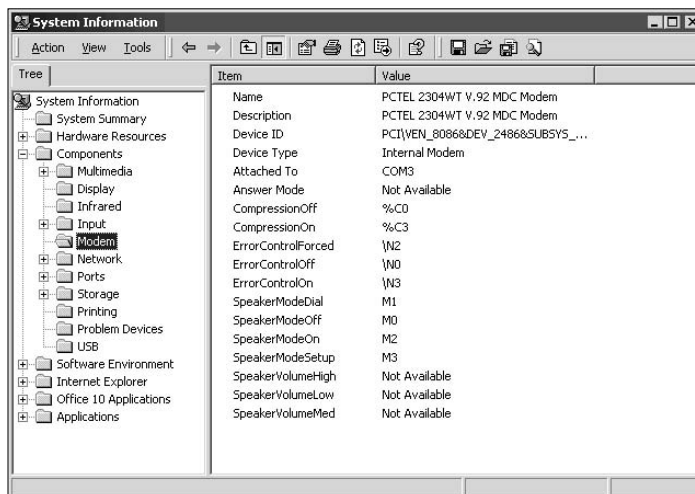 System Information
Action View Tools
Tree
System Information
System Summary
Hardware Resources
Components
Multimedia
Display
Infrared
Input
Modem
Network
Ports
Storage
Printing
Problem Devices
USB
Software Environment
Internet Explorer
Office 10 Applications
Applications
Item Value
Name PCTEL 2304WT V.92 MDC Modem
Description PCTEL 2304WT V.92 MDC Modem
Device ID PCI\VEN_8086&DEV_2486&SUBSYS_...
Device Type Internal Modem
Attached To COM3
Answer Mode Not Available
CompressionOff %C0
CompressionOn %C3
ErrorControlForced \N2
ErrorControlOff \N0
ErrorControlOn \N3
SpeakerModeDial M1
SpeakerModeOff M0
SpeakerModeOn M2
SpeakerModeSetup M3
SpeakerVolumeHigh Not Available
SpeakerVolumeLow Not Available
SpeakerVolumeMed Not Available